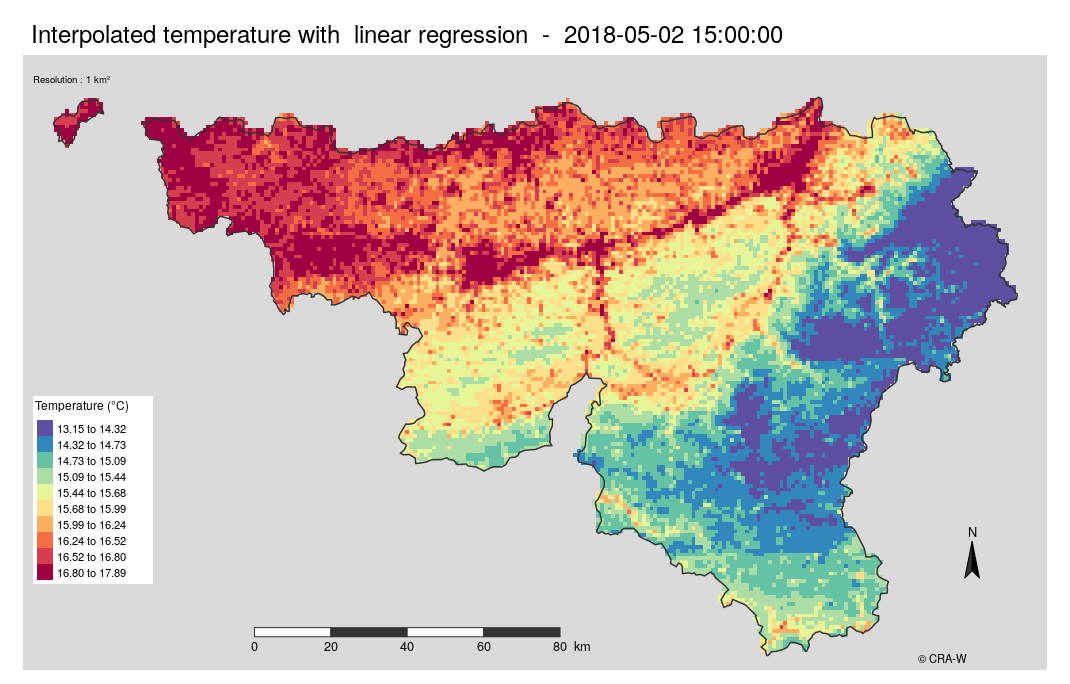 Interpolated temperature with linear regression - 2018-05-02 15:00:00
Resolution : 1 km²
Temperature (°C)
13.15 to 14.32
14.32 to 14.73
14.73 to 15.09
15.09 to 15.44
15.44 to 15.68
15.68 to 15.99
15.99 to 16.24
16.24 to 16.52
16.52 to 16.80
16.80 to 17.89
N
0 20 40 60 80 km
© CRA-W